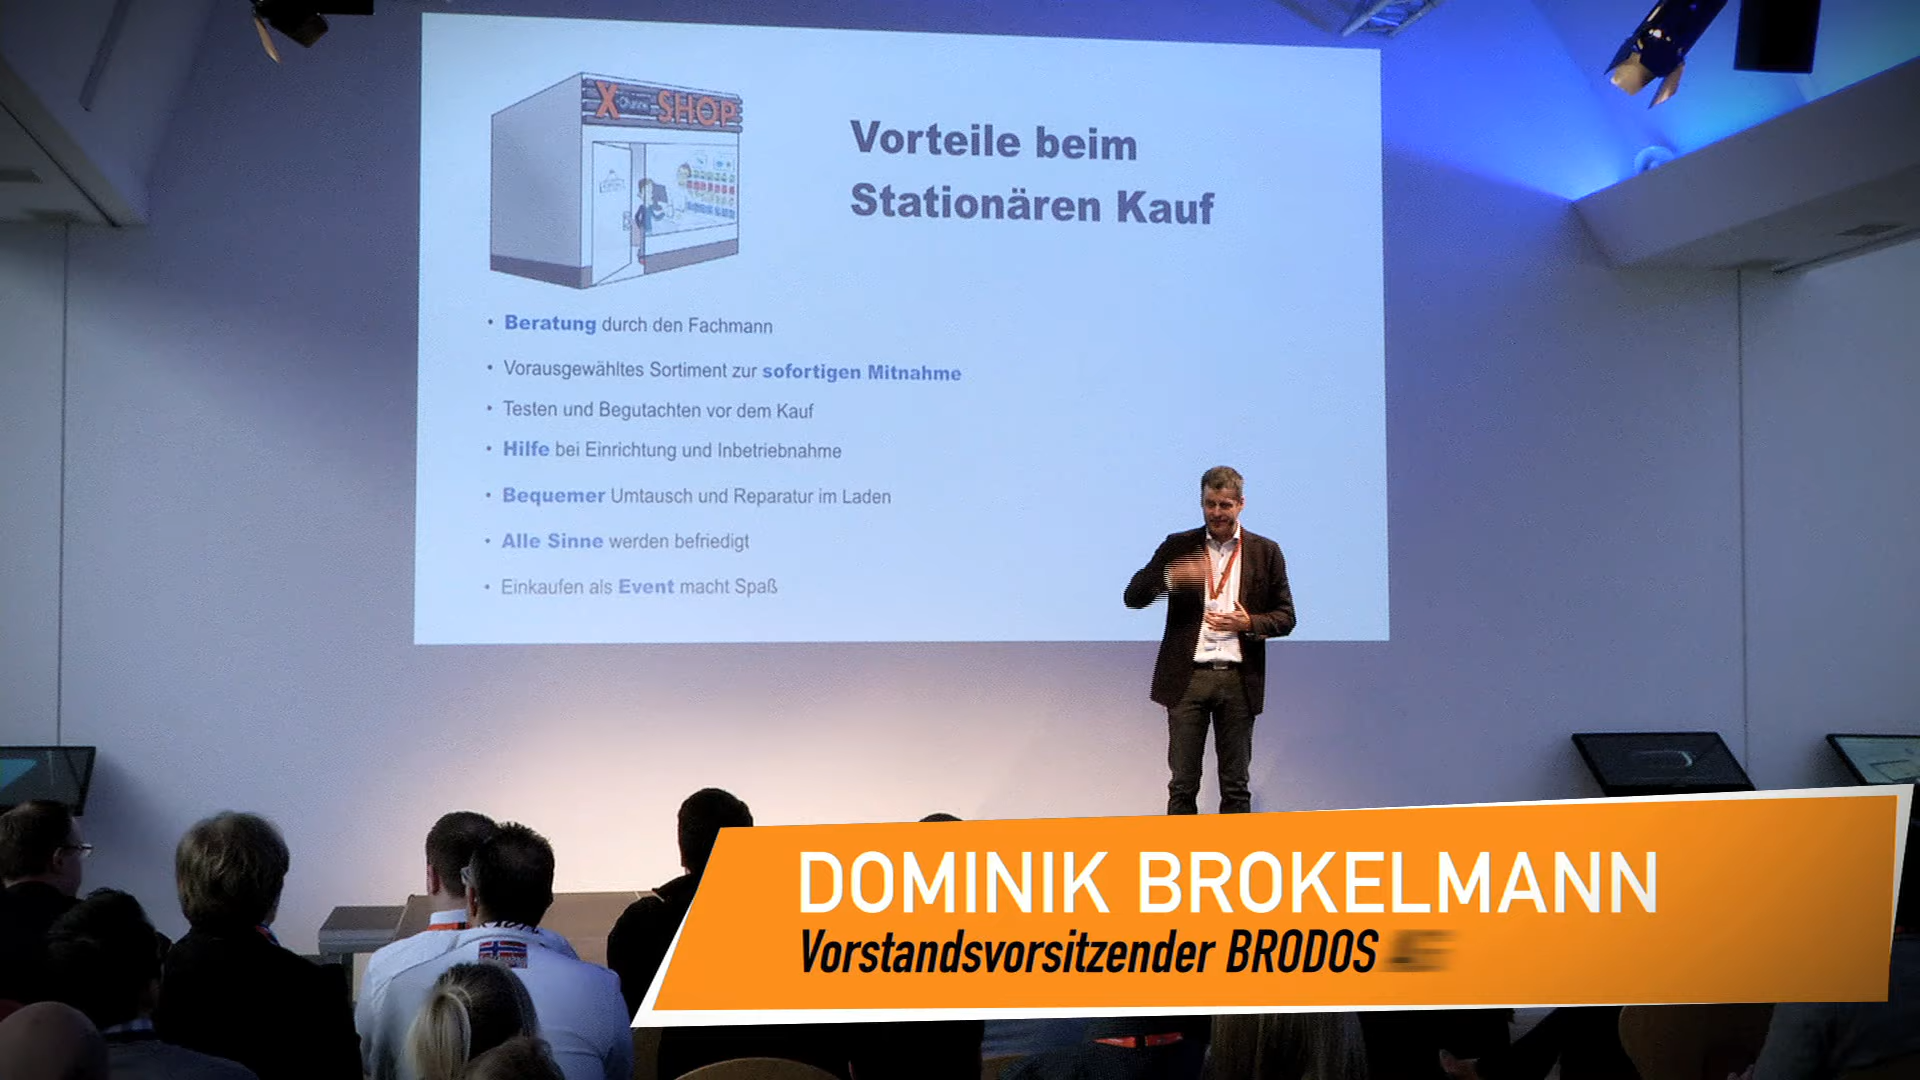 X-Channel SHOP
Vorteile beim
Stationären Kauf
• Beratung durch den Fachmann
• Vorausgewähltes Sortiment zur sofortigen Mitnahme
• Testen und Begutachten vor dem Kauf
• Hilfe bei Einrichtung und Inbetriebnahme
• Bequemer Umtausch und Reparatur im Laden
• Alle Sinne werden befriedigt
• Einkaufen als Event macht Spaß
DOMINIK BROKELMANN
Vorstandsvorsitzender BRODOS